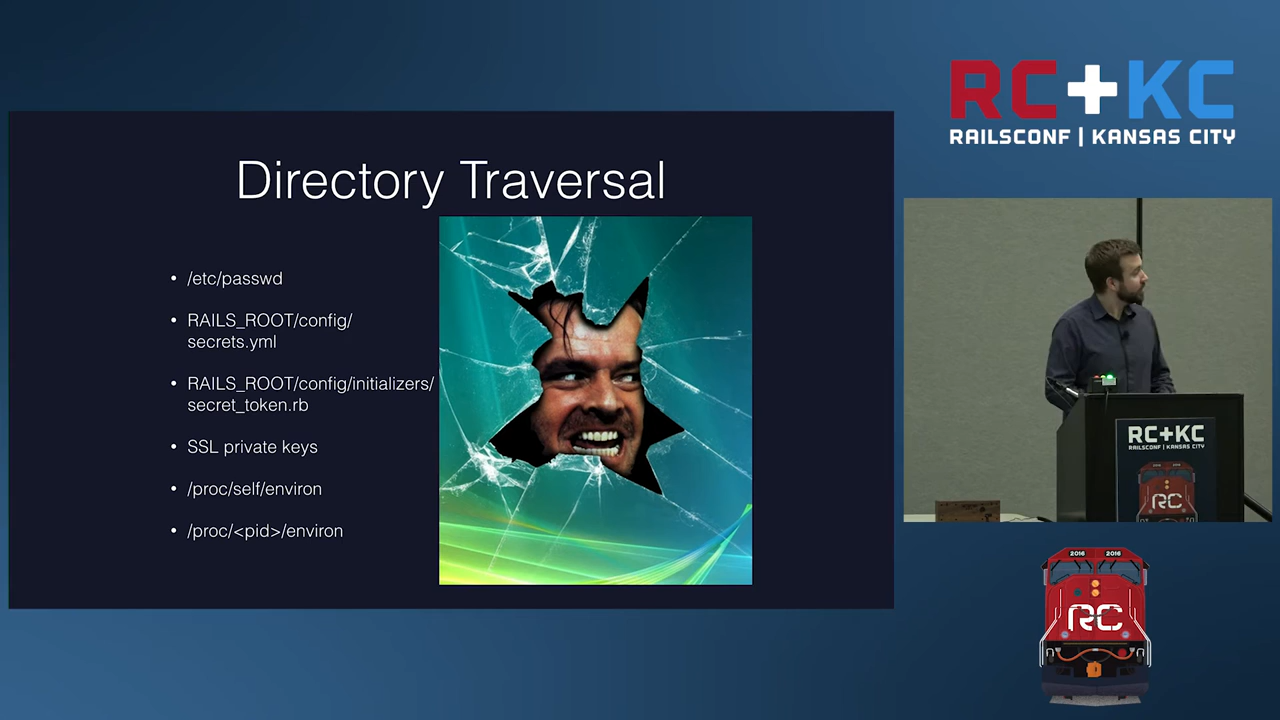 RC+KC
RAILSCONF | KANSAS CITY
Directory Traversal
• /etc/passwd
• RAILS_ROOT/config/
secrets.yml
• RAILS_ROOT/config/initializers/
secret_token.rb
• SSL private keys
• /proc/self/environ
• /proc/<pid>/environ
RC+KC
RAILSCONF | KANSAS CITY
RC
2016 2016
RC